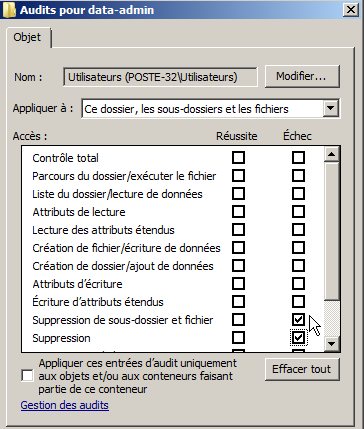 Audits pour data-admin
Objet
Nom : Utilisateurs (POSTE-32\Utilisateurs) Modifier...
Appliquer à : Ce dossier, les sous-dossiers et les fichiers
Accès : Réussite Échec
Contrôle total
Parcours du dossier/exécuter le fichier
Liste du dossier/lecture de données
Attributs de lecture
Lecture des attributs étendus
Création de fichier/écriture de données
Création de dossier/ajout de données
Attributs d'écriture
Écriture d'attributs étendus
Suppression de sous-dossier et fichier
Suppression
Appliquer ces entrées d'audit uniquement
aux objets et/ou aux conteneurs faisant
partie de ce conteneur
Effacer tout
Gestion des audits